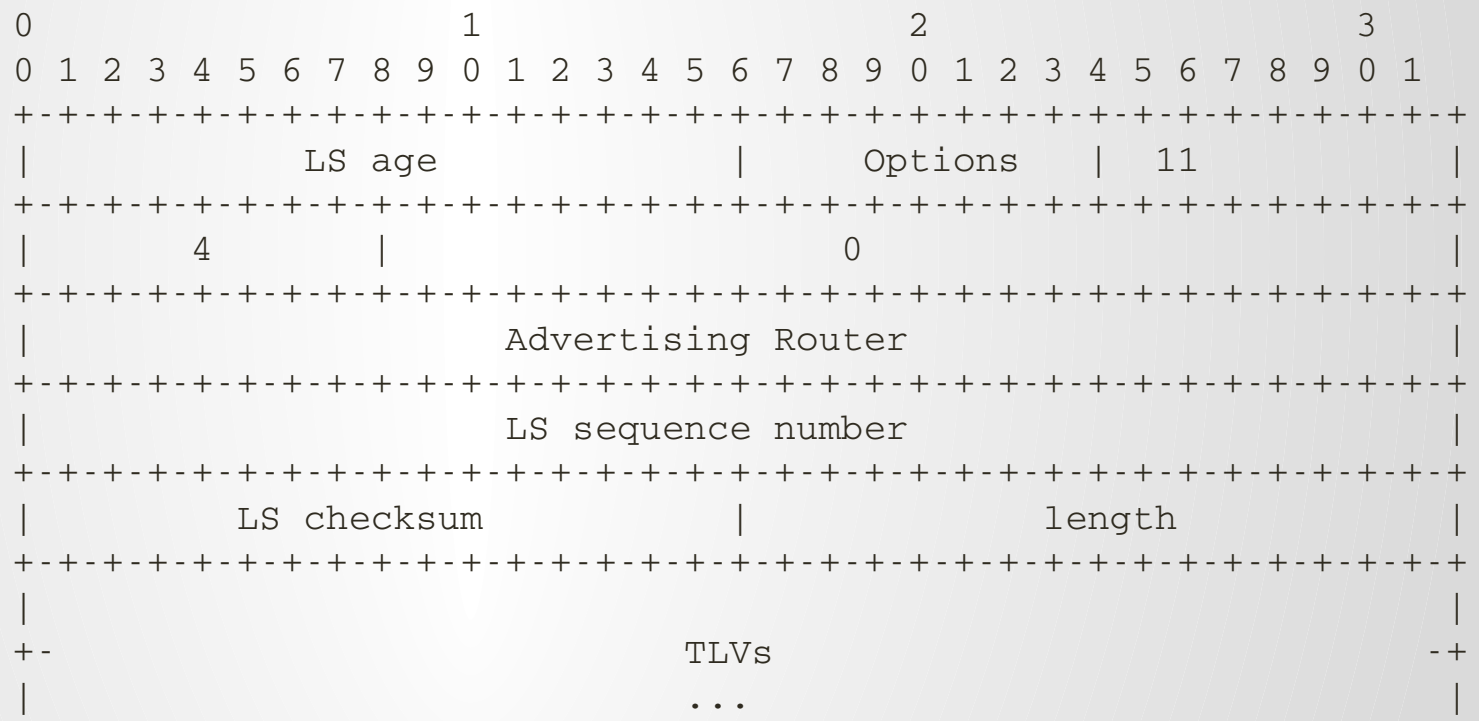 0 1 2 3
0 1 2 3 4 5 6 7 8 9 0 1 2 3 4 5 6 7 8 9 0 1 2 3 4 5 6 7 8 9 0 1
+-+-+-+-+-+-+-+-+-+-+-+-+-+-+-+-+-+-+-+-+-+-+-+-+-+-+-+-+-+-+-+-+
| LS age | Options | 11 |
+-+-+-+-+-+-+-+-+-+-+-+-+-+-+-+-+-+-+-+-+-+-+-+-+-+-+-+-+-+-+-+-+
| 4 | 0 |
+-+-+-+-+-+-+-+-+-+-+-+-+-+-+-+-+-+-+-+-+-+-+-+-+-+-+-+-+-+-+-+-+
| Advertising Router |
+-+-+-+-+-+-+-+-+-+-+-+-+-+-+-+-+-+-+-+-+-+-+-+-+-+-+-+-+-+-+-+-+
| LS sequence number |
+-+-+-+-+-+-+-+-+-+-+-+-+-+-+-+-+-+-+-+-+-+-+-+-+-+-+-+-+-+-+-+-+
| LS checksum | length |
+-+-+-+-+-+-+-+-+-+-+-+-+-+-+-+-+-+-+-+-+-+-+-+-+-+-+-+-+-+-+-+-+
| |
+- TLVs -+
| ... |